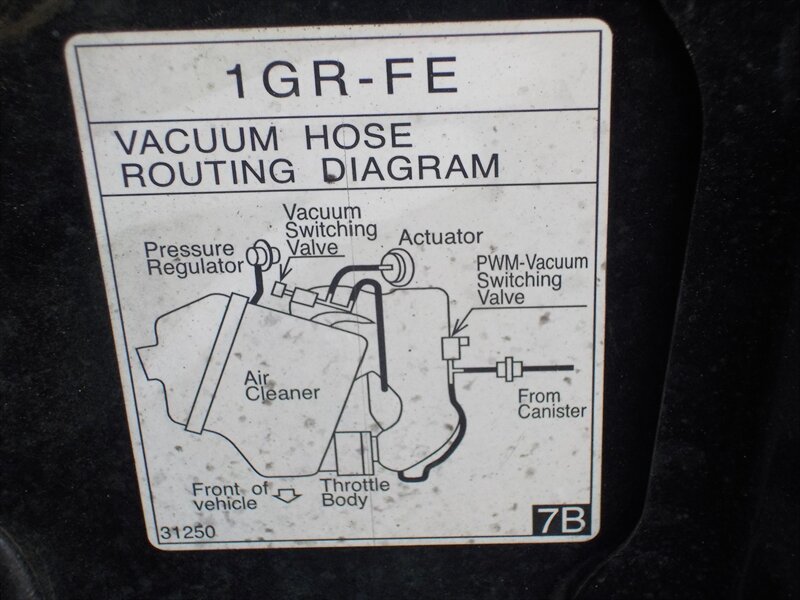 1GR-FE
VACUUM HOSE
ROUTING DIAGRAM
Vacuum
Switching
Valve
Pressure
Regulator
Actuator
PWM-Vacuum
Switching
Valve
Air
Cleaner
From
Canister
Throttle
Body
Front of
vehicle
31250
7B